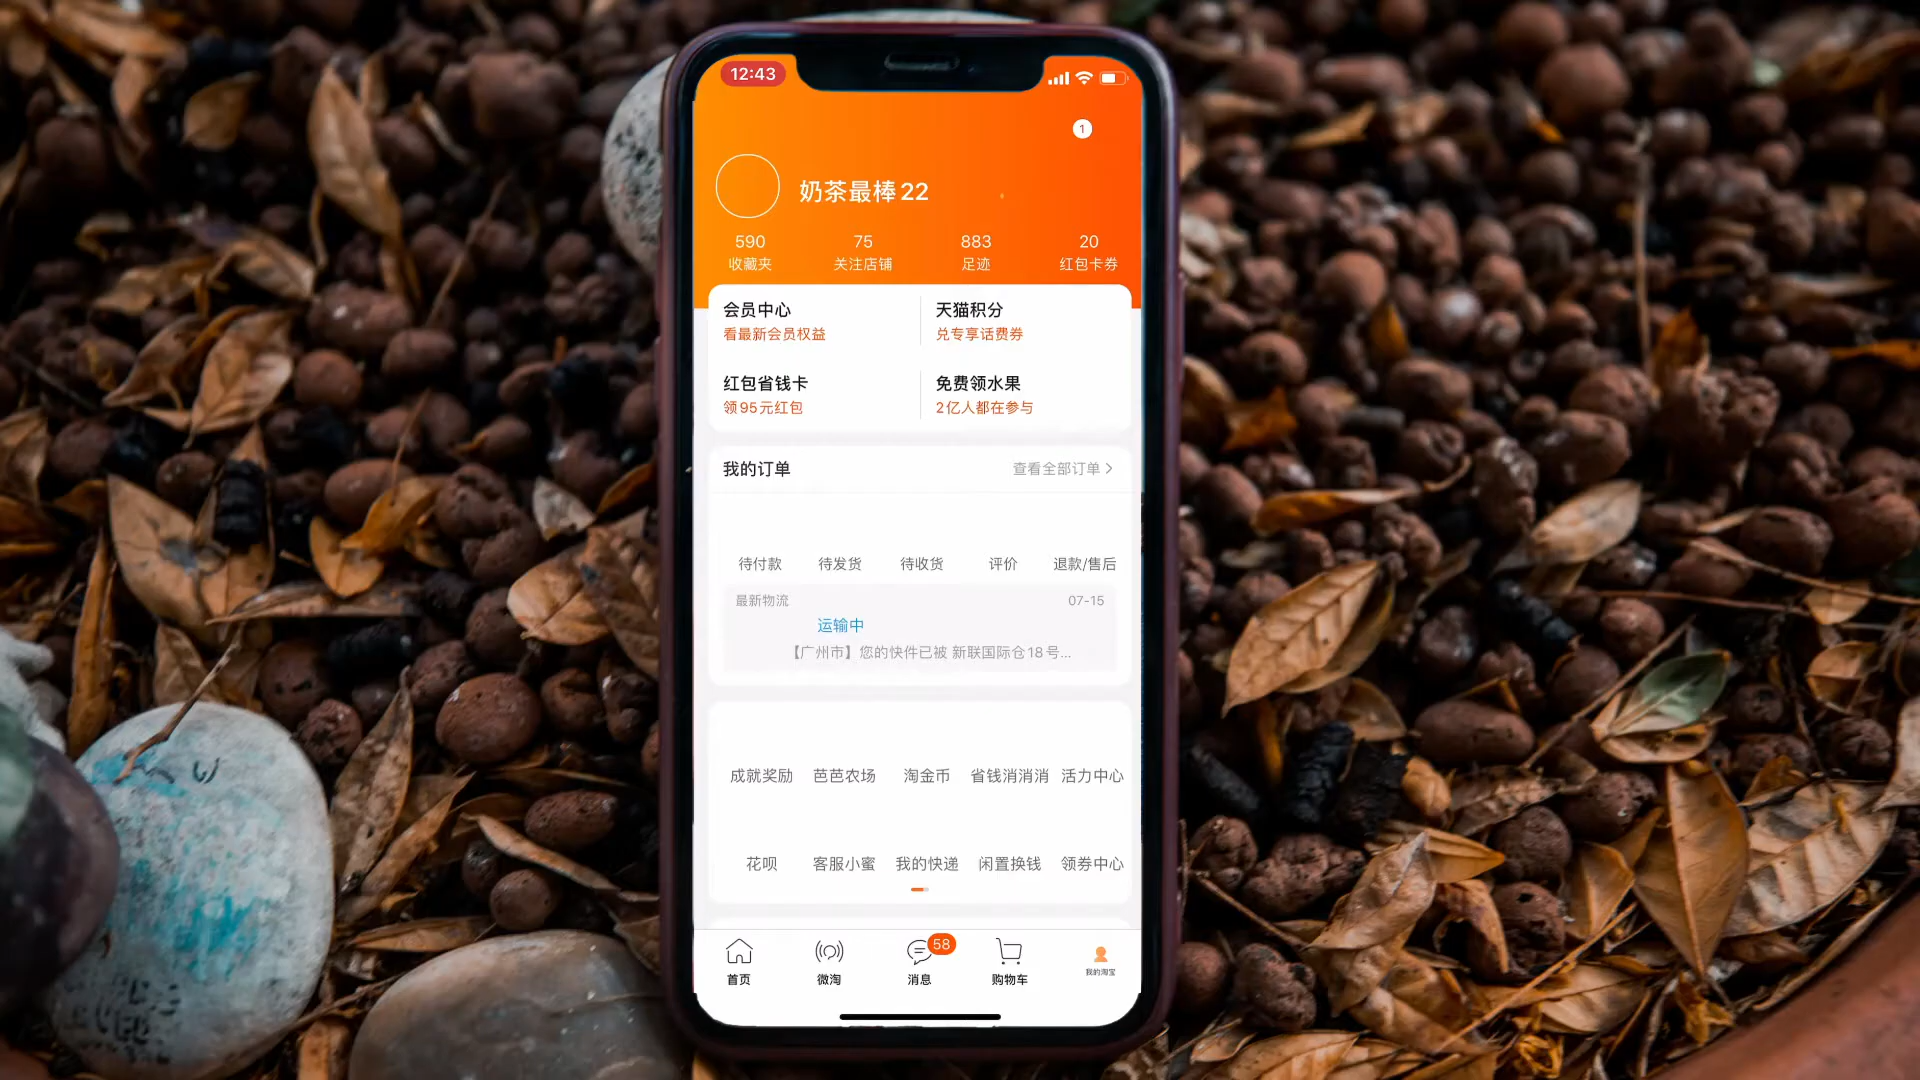 12:43
1
奶茶最棒22
590 75 883 20
收藏夹 关注店铺 足迹 红包卡券
会员中心 天猫积分
看最新会员权益 兑专享话费券
红包省钱卡 免费领水果
领95元红包 2亿人都在参与
我的订单 查看全部订单
待付款 待发货 待收货 评价 退款/售后
最新物流 07-15
运输中
【广州市】您的快件已被 新联国际仓18号...
成就奖励 芭芭农场 淘金币 省钱消消消 活力中心
花呗 客服小蜜 我的快递 闲置换钱 领券中心
58
首页 微淘 消息 购物车 我的淘宝